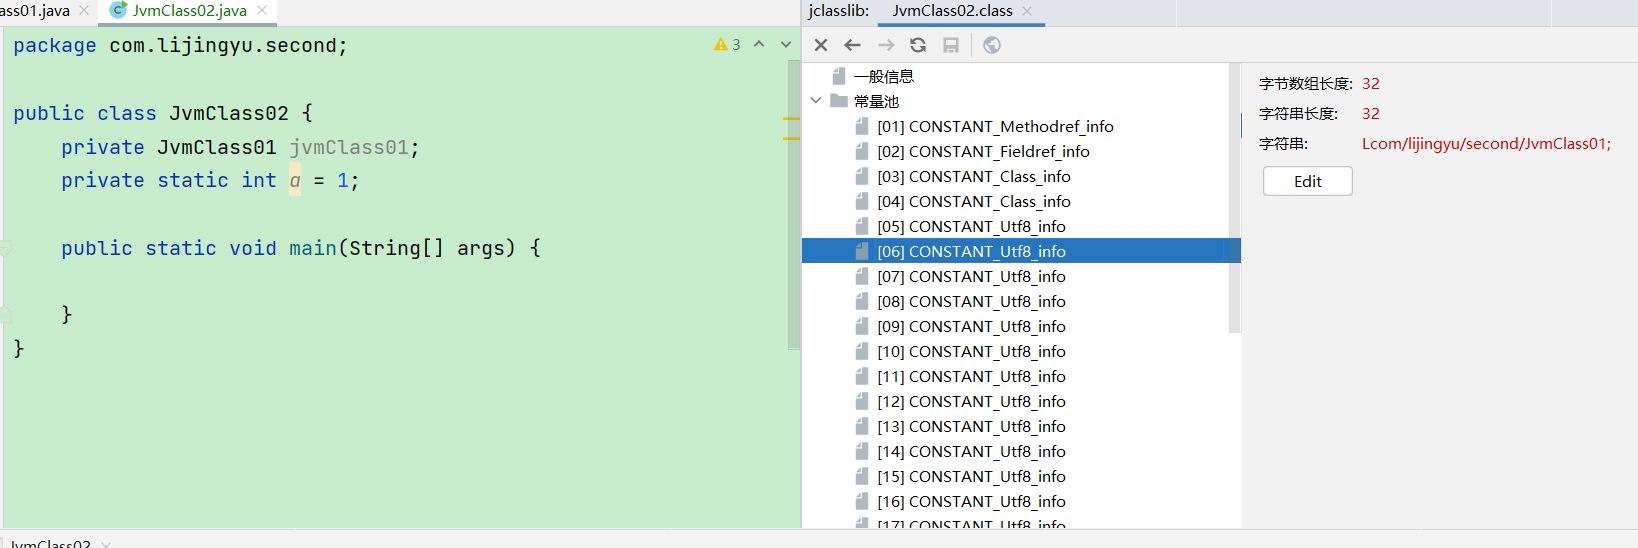 ass01.java JvmClass02.java
package com.lijingyu.second;
3
public class JvmClass02 {
private JvmClass01 jvmClass01;
private static int a = 1;
public static void main(String[] args) {
}
}
jclasslib: JvmClass02.class
一般信息
常量池
[01] CONSTANT_Methodref_info
[02] CONSTANT_Fieldref_info
[03] CONSTANT_Class_info
[04] CONSTANT_Class_info
[05] CONSTANT_Utf8_info
[06] CONSTANT_Utf8_info
[07] CONSTANT_Utf8_info
[08] CONSTANT_Utf8_info
[09] CONSTANT_Utf8_info
[10] CONSTANT_Utf8_info
[11] CONSTANT_Utf8_info
[12] CONSTANT_Utf8_info
[13] CONSTANT_Utf8_info
[14] CONSTANT_Utf8_info
[15] CONSTANT_Utf8_info
[16] CONSTANT_Utf8_info
[17] CONSTANT_Utf8_info
字节数组长度: 32
字符串长度: 32
字符串: Lcom/lijingyu/second/JvmClass01;
Edit
JvmClass02